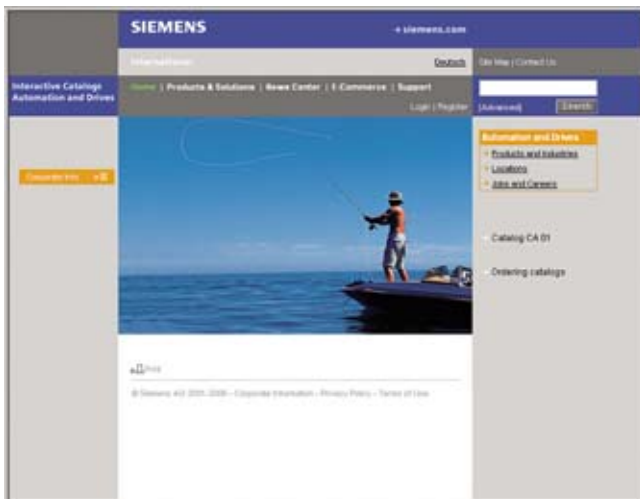 SIEMENS
→ siemens.com
International
Deutsch
Site Map | Contact Us
Interactive Catalogs
Automation and Drives
Home | Products & Solutions | News Center | E-Commerce | Support
Login | Register
[Advanced]
Search
Automation and Drives
Products and Industries
Locations
Jobs and Careers
Corporate Info
Catalog CA 01
Ordering catalogs
Print
© Siemens AG 2001-2006 - Corporate Information - Privacy Policy - Terms of Use